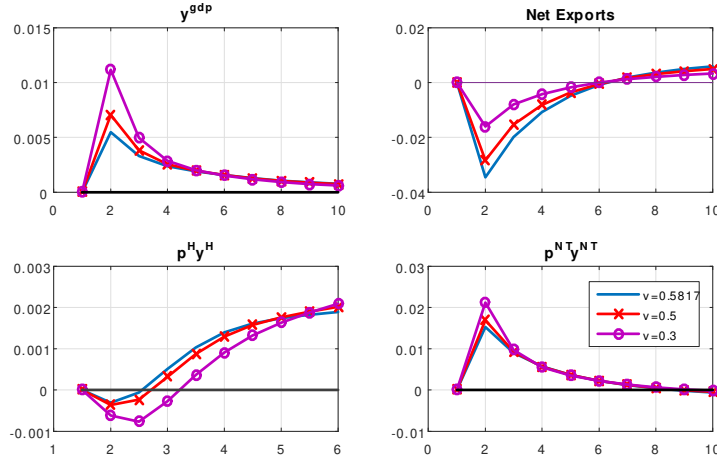 y^gdp
0.015
0.01
0.005
0
0 2 4 6 8 10
Net Exports
0.02
0
-0.02
-0.04
0 2 4 6 8 10
p^H y^H
0.003
0.002
0.001
0
-0.001
1 2 3 4 5 6
p^NT y^NT
0.03
0.02
0.01
0
-0.01
0 2 4 6 8 10
v=0.5817
v=0.5
v=0.3